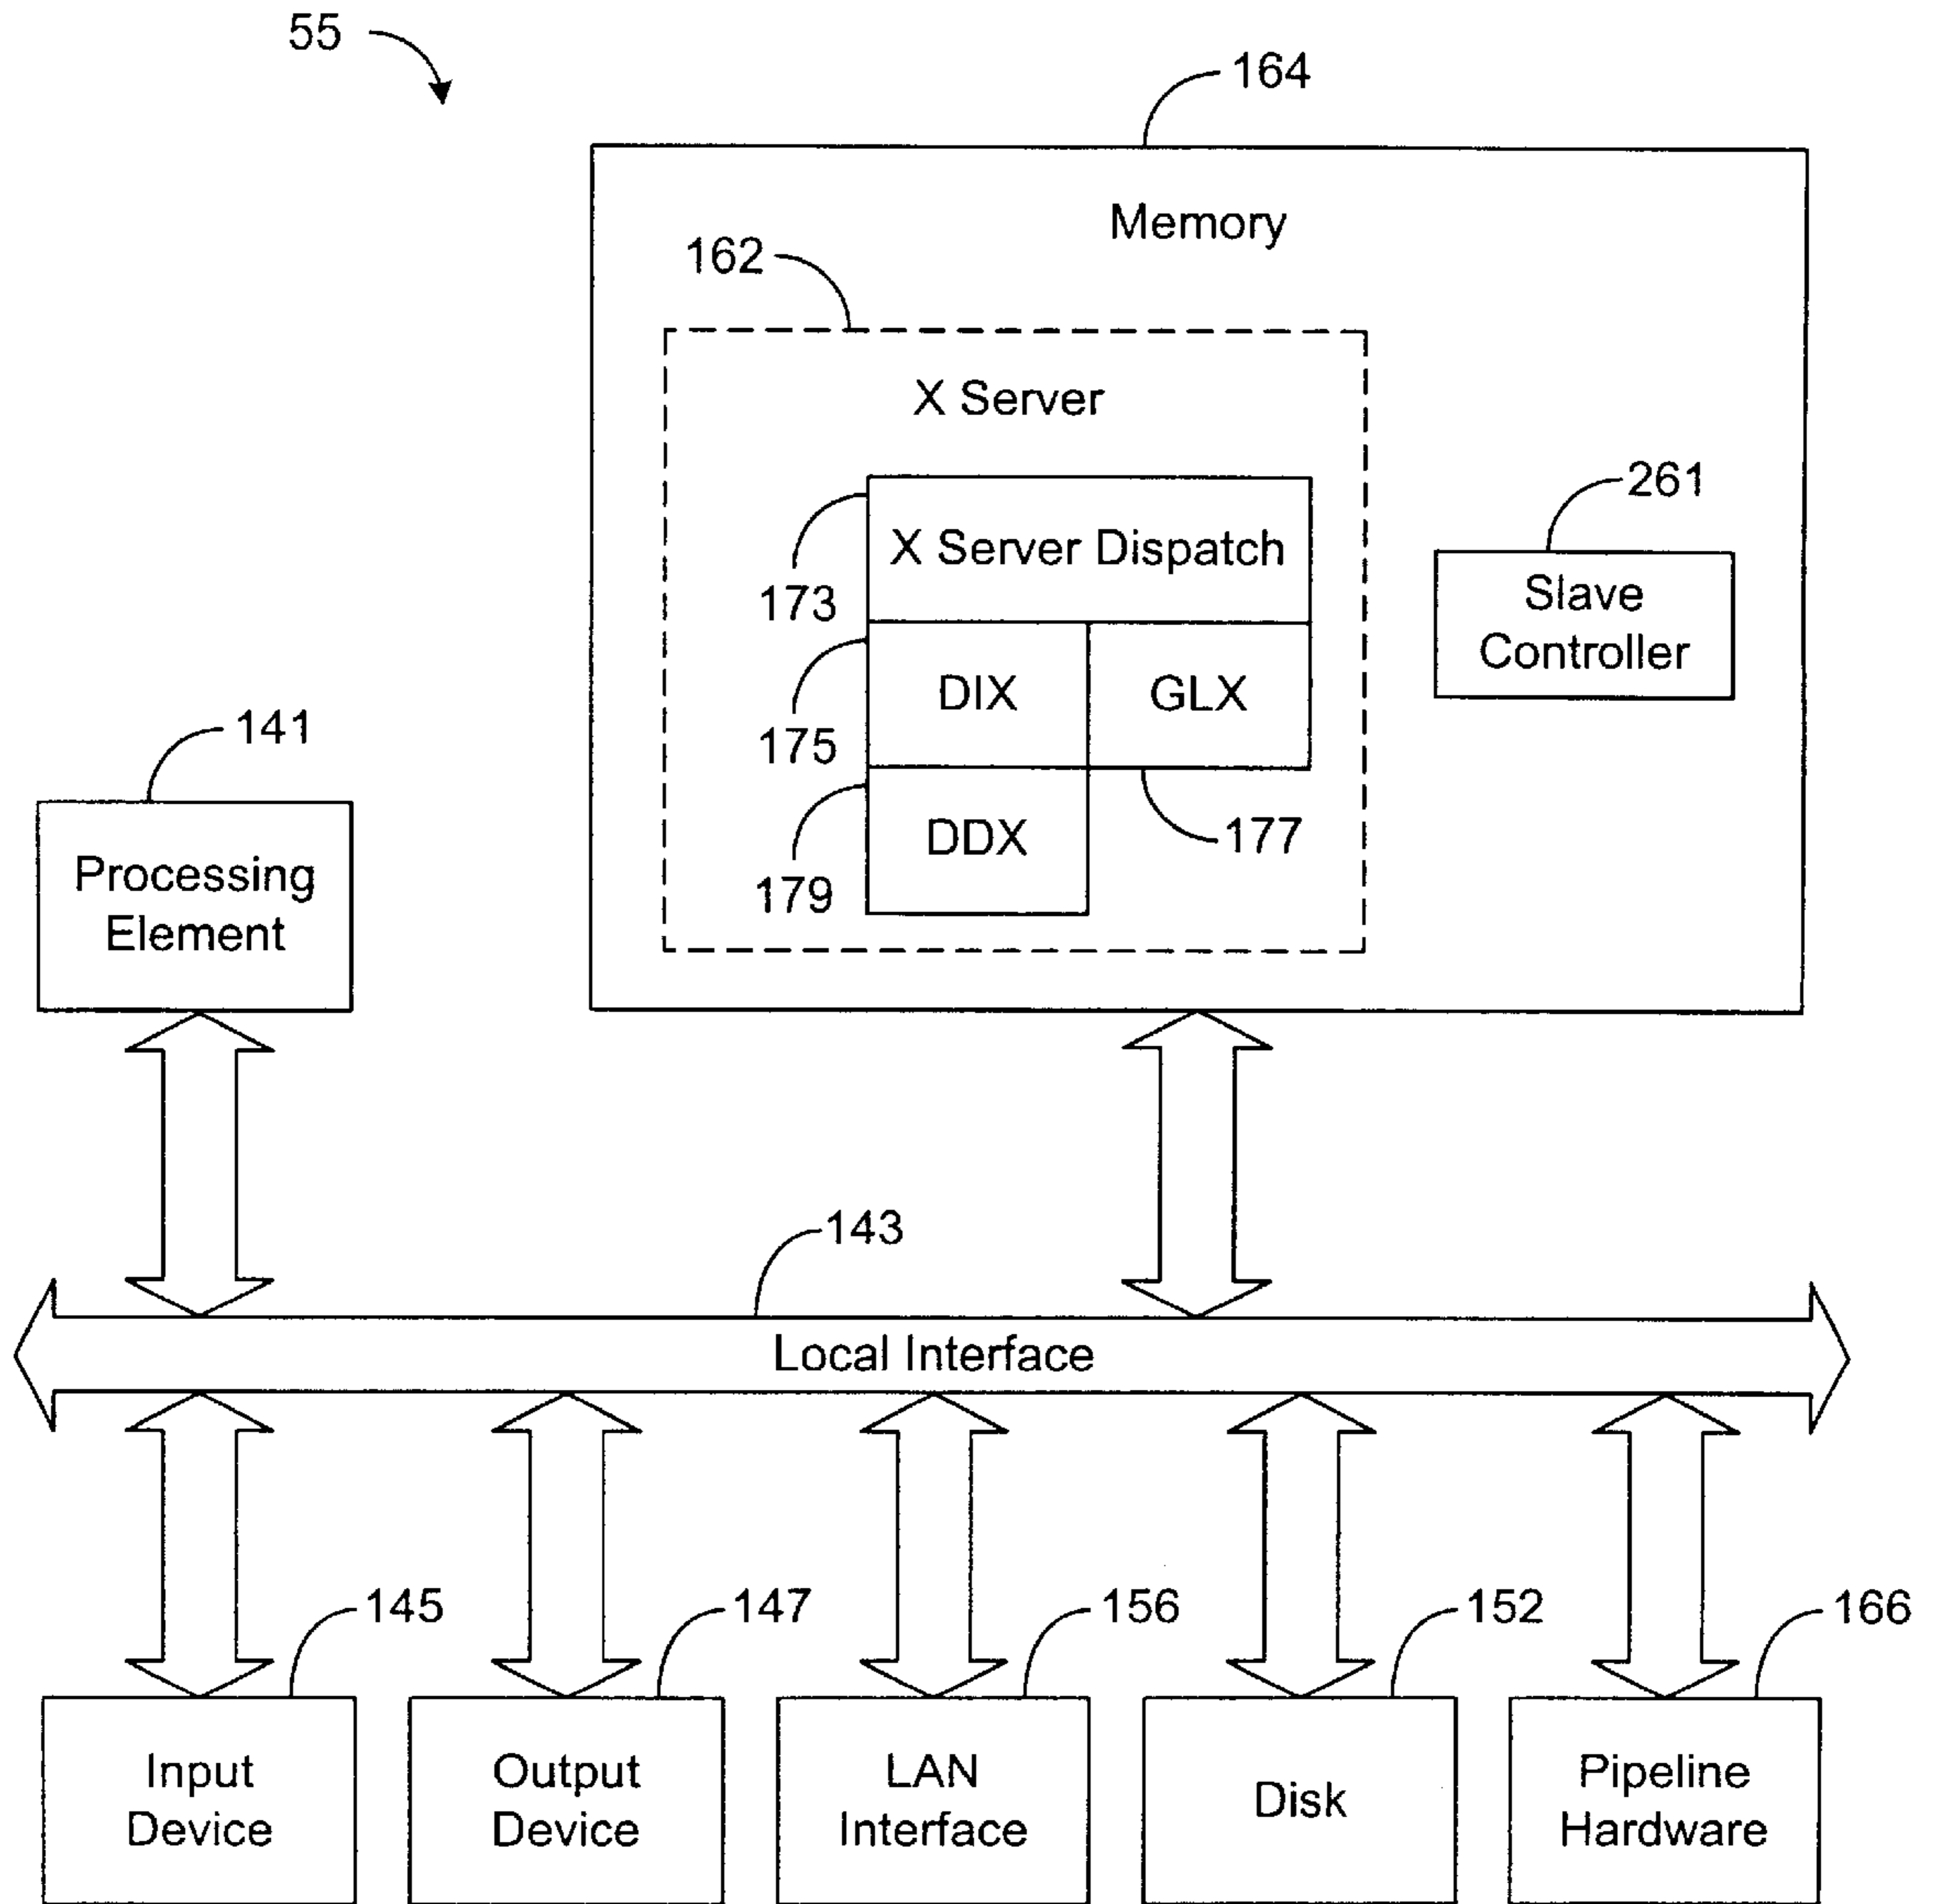 55
164
Memory
162
X Server
261
X Server Dispatch
173
Slave
Controller
DIX
GLX
175
141
DDX
177
179
Processing
Element
143
Local Interface
145
147
156
152
166
Input
Device
Output
Device
LAN
Interface
Disk
Pipeline
Hardware